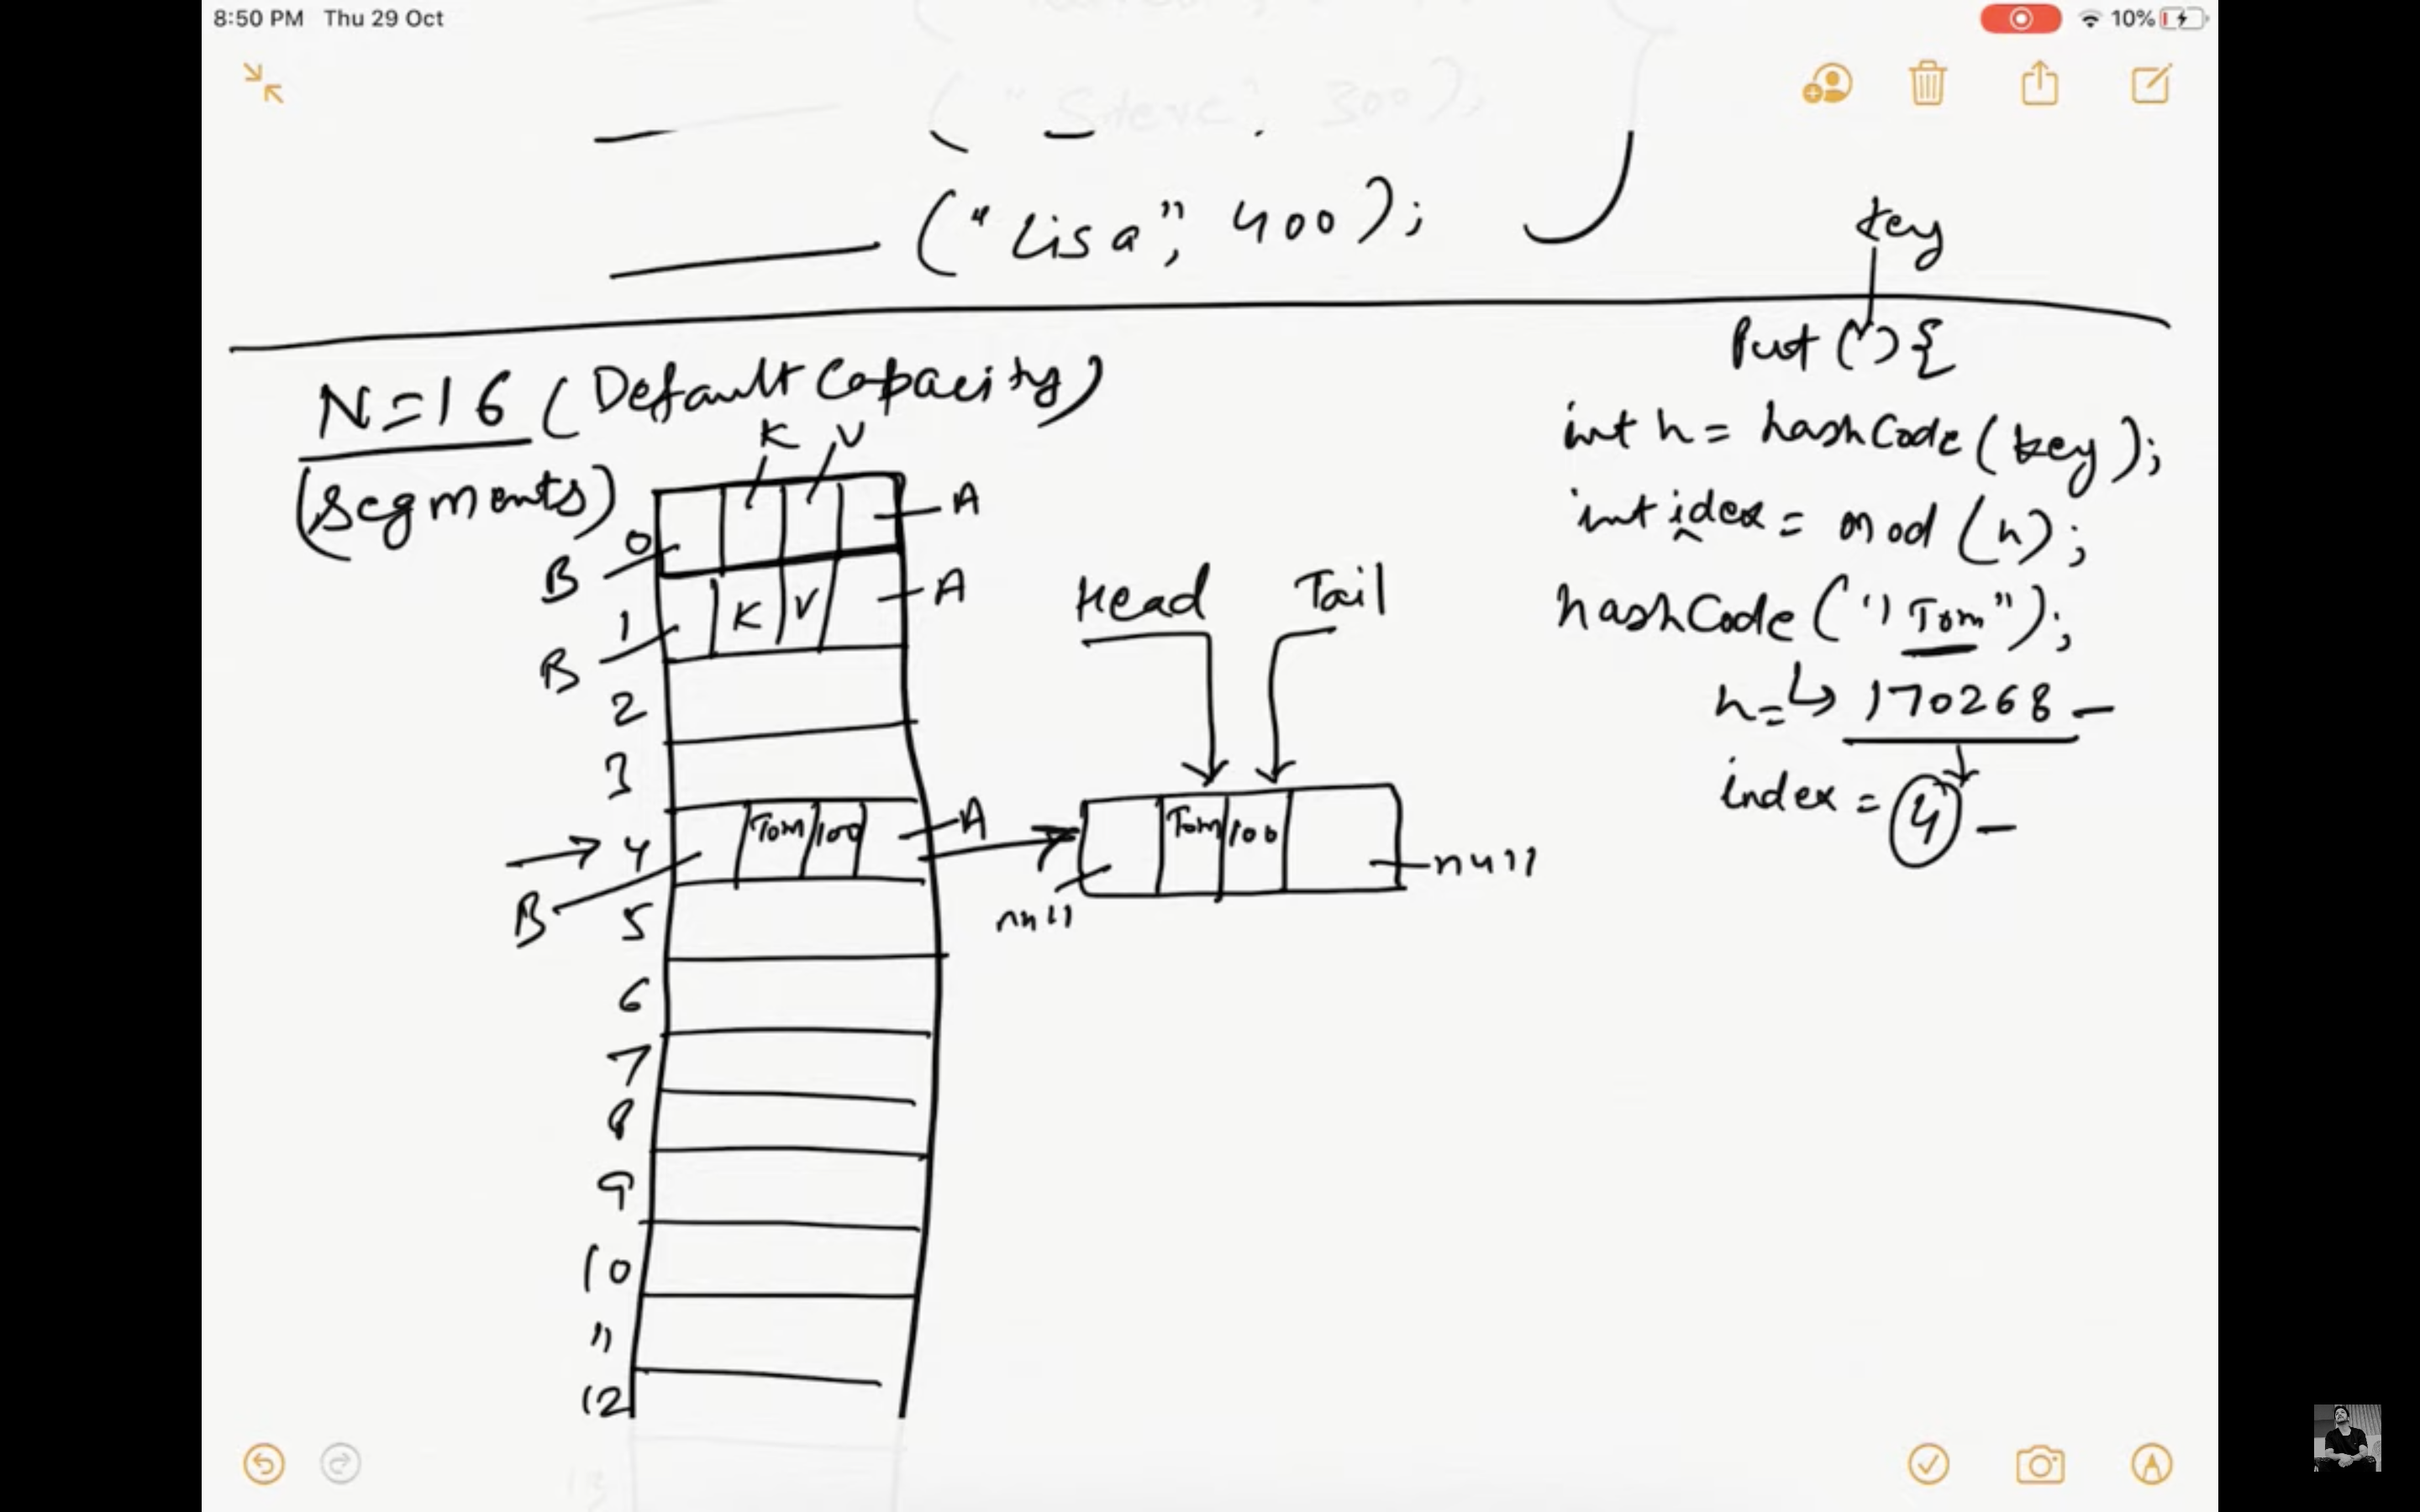 8:50 PM Thu 29 Oct
10%
("Steve", 300);
("Lisa", 400);
key
Put(){
N=16 (Default Capacity)
(Segments)
int h = hashCode(key);
int idex = mod(h);
hashCode("Tom");
h= 170268
index = 4
K V
0 A
B
1 K V A
B
2
3
4 Tom 100 A
B
5
6
7
8
9
10
11
12
Head Tail
Tom 100
null
null